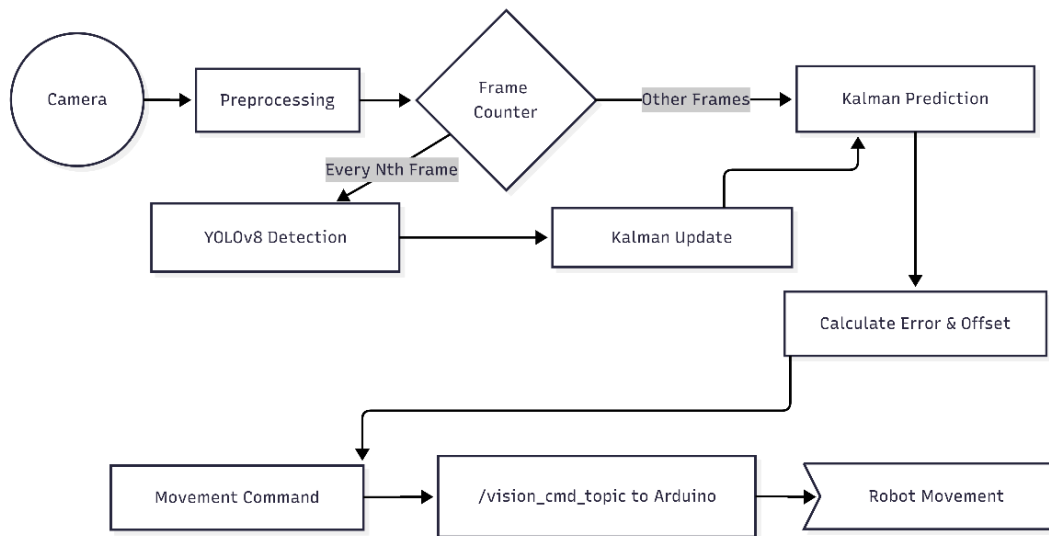 Camera
Preprocessing
Frame
Counter
Other Frames
Kalman Prediction
Every Nth Frame
YOLOv8 Detection
Kalman Update
Calculate Error & Offset
Movement Command
/vision_cmd_topic to Arduino
Robot Movement